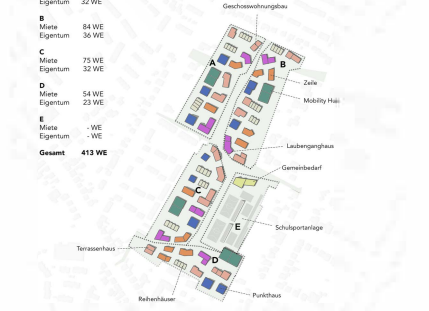 Geschosswohnungsbau
Eigentum 32 WE
B
Miete 84 WE
Eigentum 36 WE
C
Miete 75 WE
Eigentum 32 WE
D
Miete 54 WE
Eigentum 23 WE
E
Miete - WE
Eigentum - WE
Gesamt 413 WE
A
B
Zeile
Mobility Hub
Laubenganghaus
Gemeinbedarf
C
E
Schulsportanlage
Terrassenhaus
D
Reihenhäuser
Punkthaus